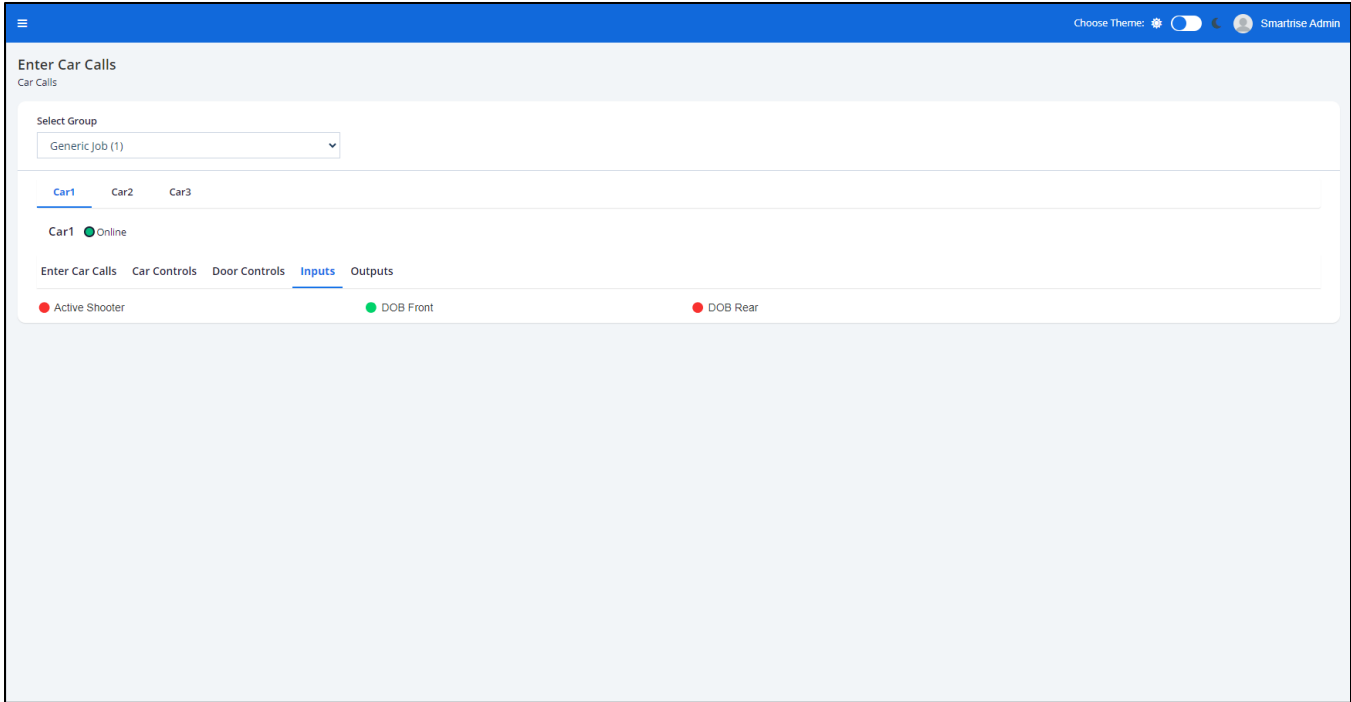 Choose Theme: Smartrise Admin
Enter Car Calls
Car Calls
Select Group
Generic Job (1)
Car1 Car2 Car3
Car1 Online
Enter Car Calls Car Controls Door Controls Inputs Outputs
Active Shooter DOB Front DOB Rear